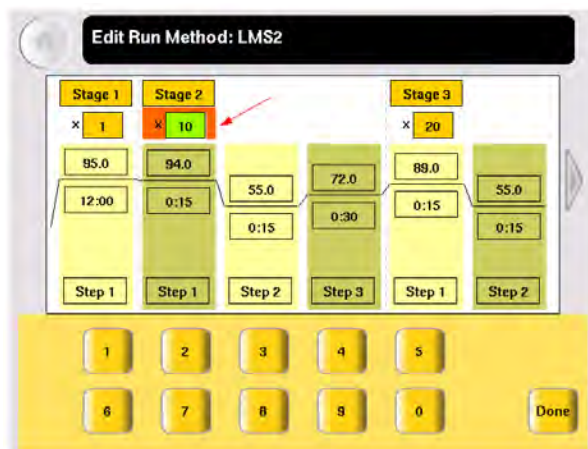 Edit Run Method: LMS2
Stage 1 Stage 2 Stage 3
x 1 x 10 x 20
95.0 94.0 55.0 72.0 89.0 55.0
12:00 0:15 0:15 0:30 0:15 0:15
Step 1 Step 1 Step 2 Step 3 Step 1 Step 2
1 2 3 4 5
6 7 8 9 0 Done